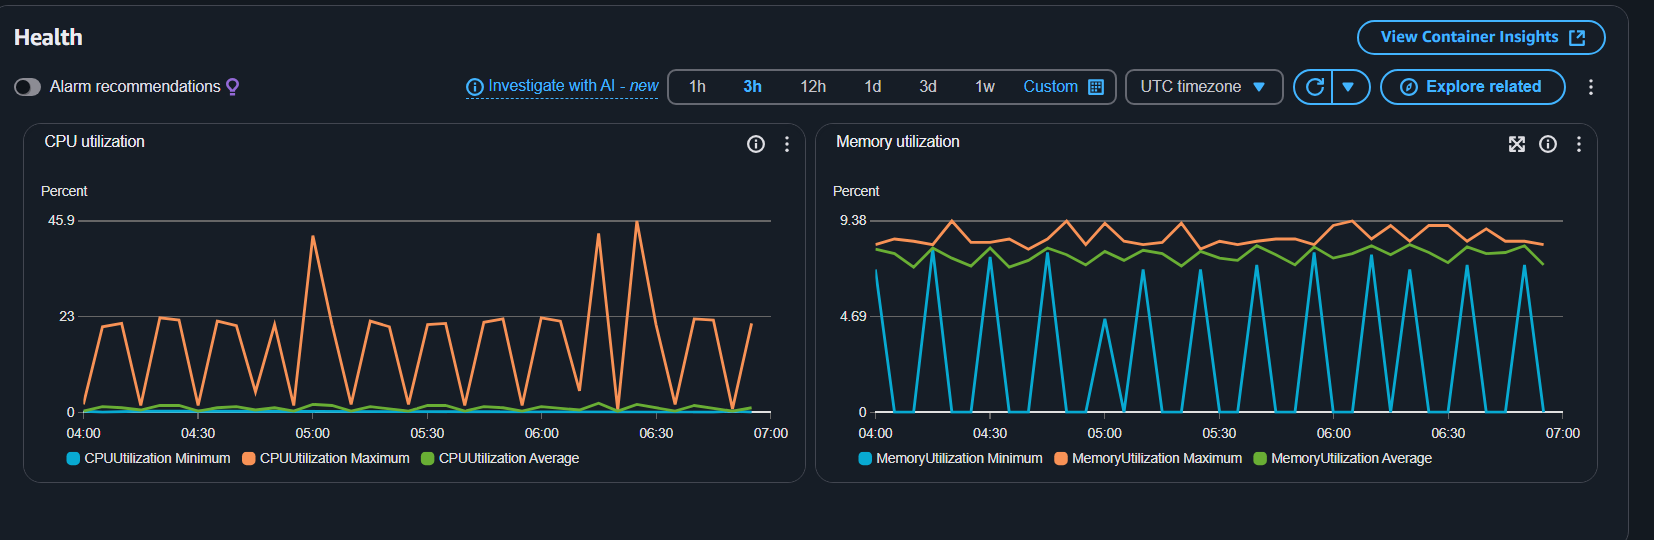 Health
View Container Insights
Alarm recommendations
Investigate with AI - new
1h 3h 12h 1d 3d 1w Custom
UTC timezone
Explore related
CPU utilization
Percent
45.9
23
0
04:00 04:30 05:00 05:30 06:00 06:30 07:00
CPUUtilization Minimum CPUUtilization Maximum CPUUtilization Average
Memory utilization
Percent
9.38
4.69
0
04:00 04:30 05:00 05:30 06:00 06:30 07:00
MemoryUtilization Minimum MemoryUtilization Maximum MemoryUtilization Average